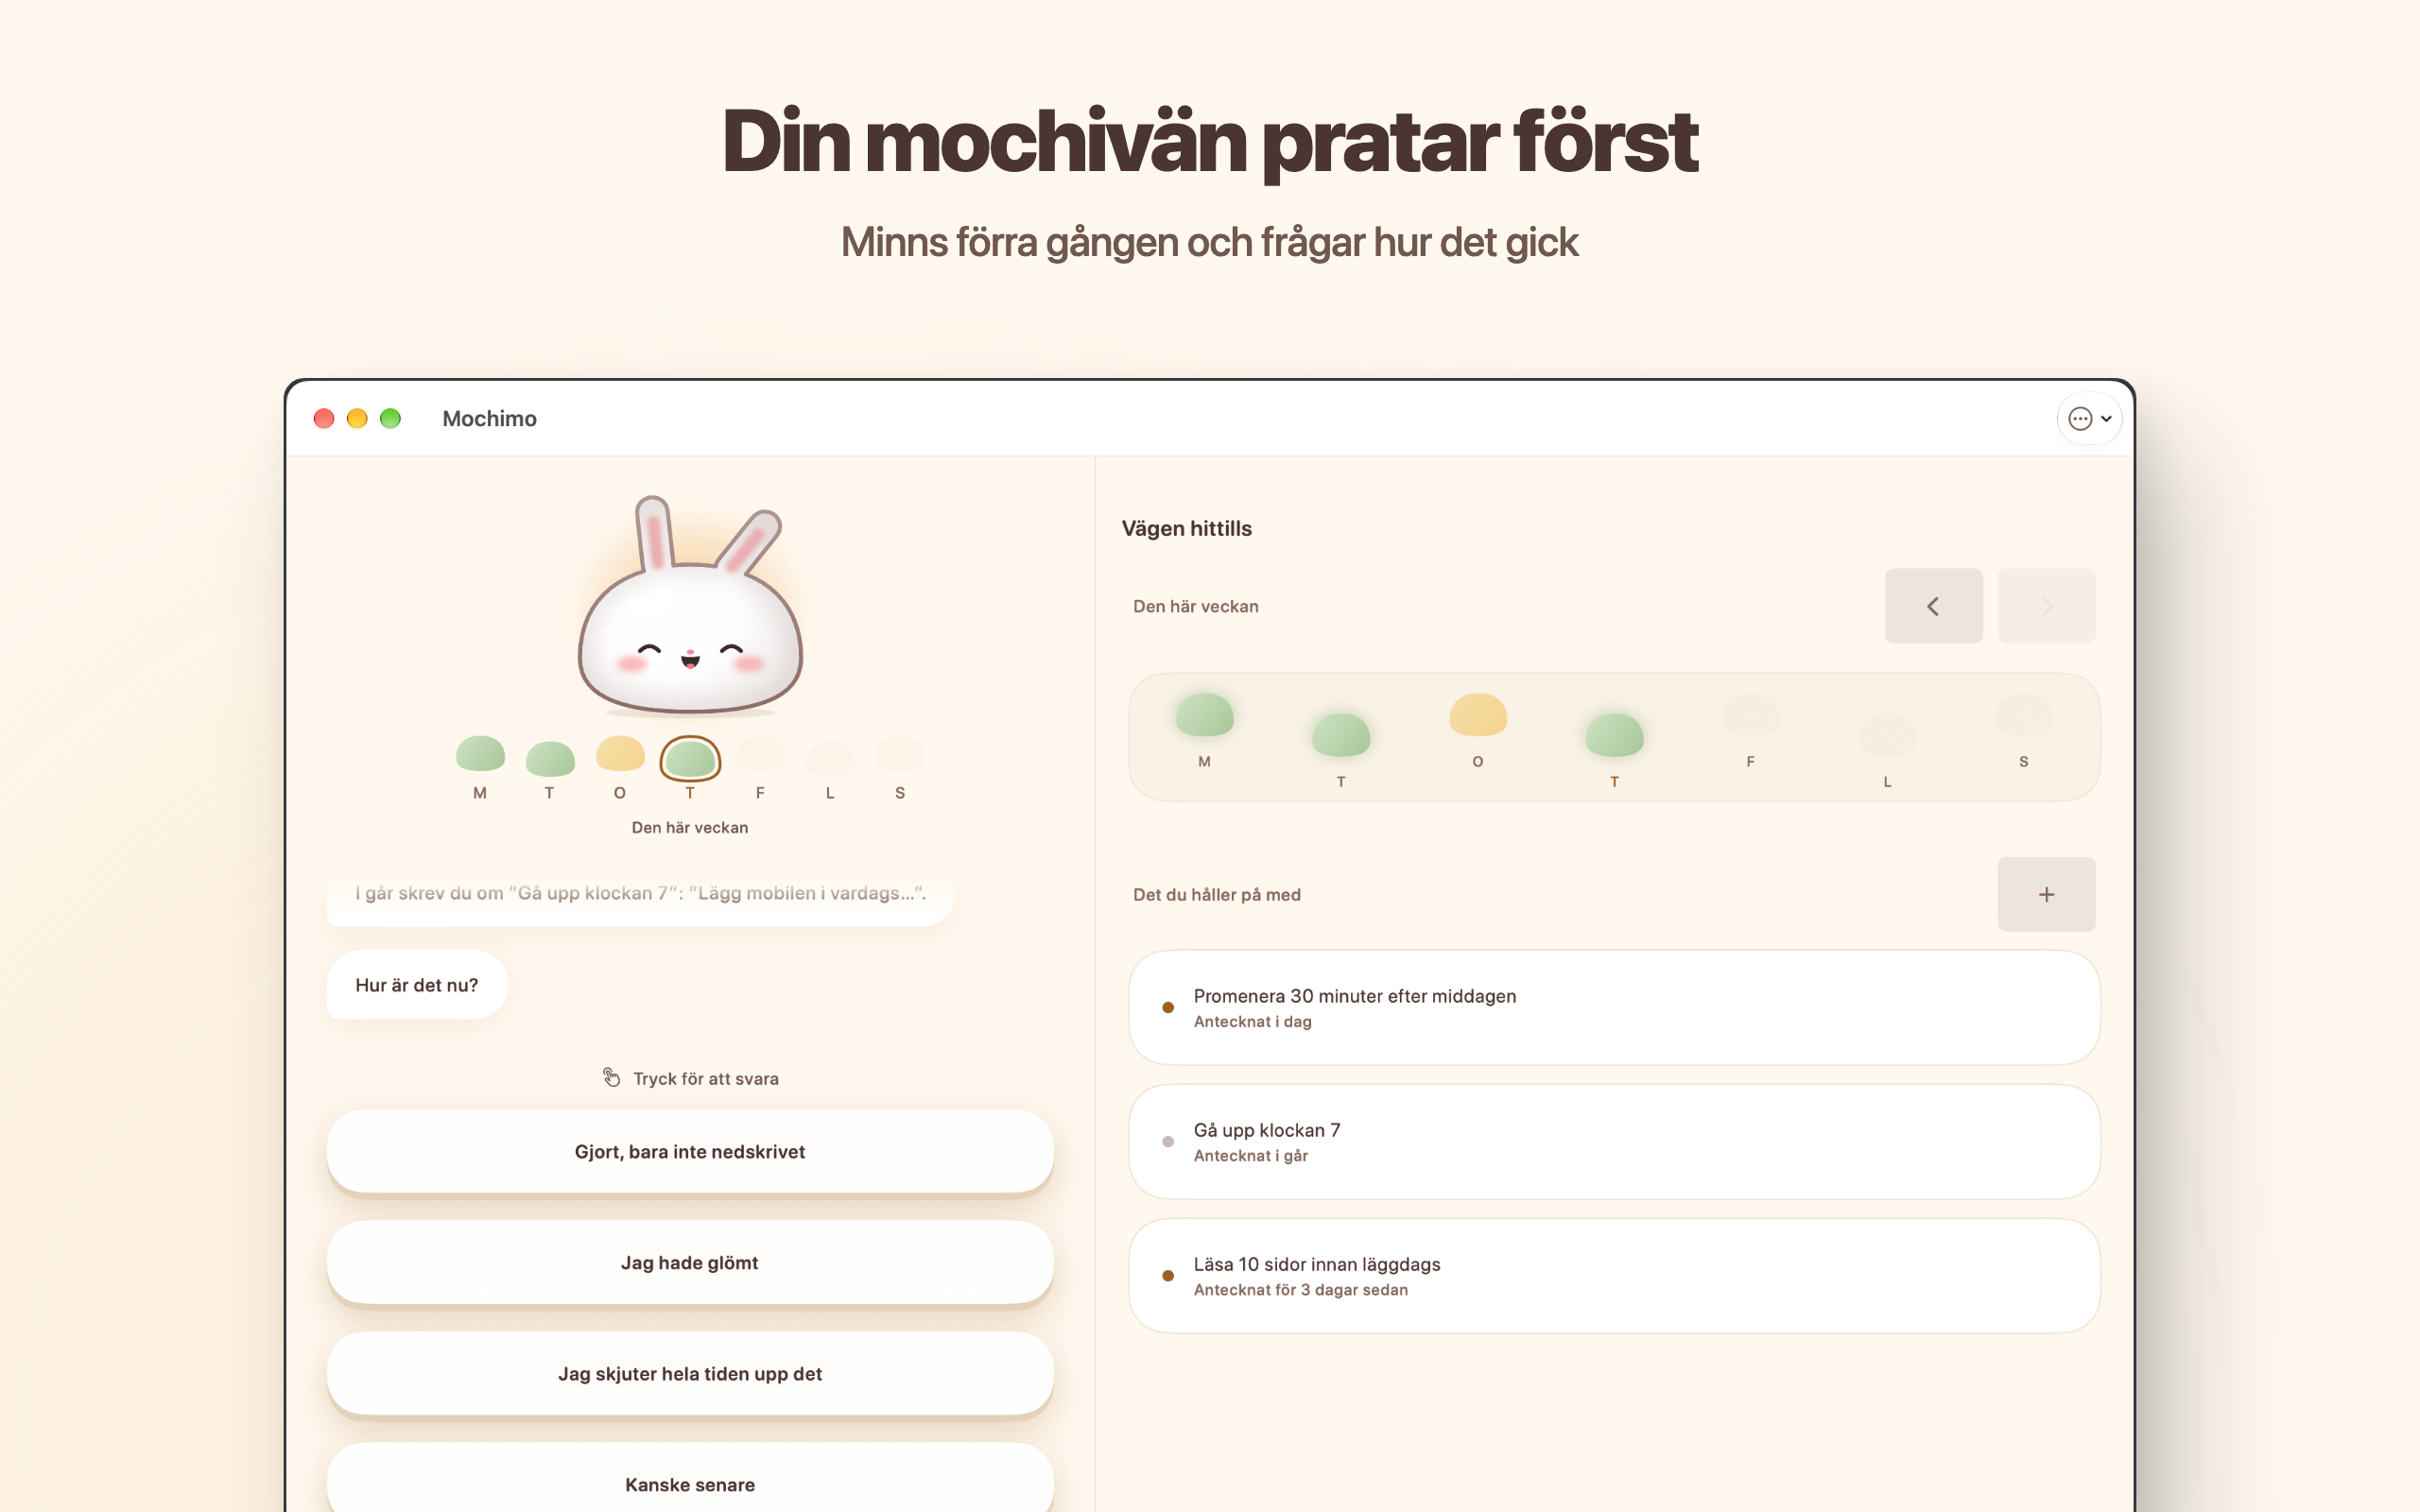 Din mochivän pratar först
Minns förra gången och frågar hur det gick
Mochimo
M T O T F L S
Den här veckan
I går skrev du om “Gå upp klockan 7”: “Lägg mobilen i vardags…”.
Hur är det nu?
Tryck för att svara
Gjort, bara inte nedskrivet
Jag hade glömt
Jag skjuter hela tiden upp det
Kanske senare
Vägen hittills
Den här veckan
M T O T F L S
Det du håller på med
Promenera 30 minuter efter middagen
Antecknat i dag
Gå upp klockan 7
Antecknat i går
Läsa 10 sidor innan läggdags
Antecknat för 3 dagar sedan